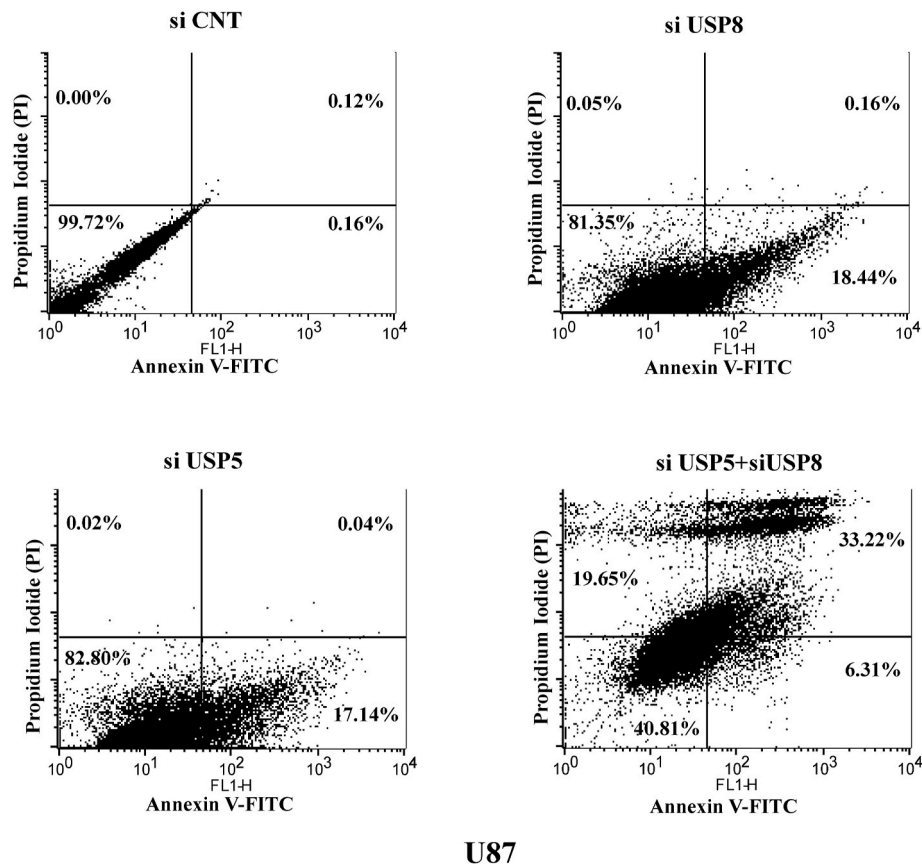 si CNT
Propidium Iodide (PI)
0.00%
0.12%
99.72%
0.16%
10^0 10^1 10^2 10^3 10^4
FL1-H
Annexin V-FITC
si USP8
Propidium Iodide (PI)
0.05%
0.16%
81.35%
18.44%
10^0 10^1 10^2 10^3 10^4
FL1-H
Annexin V-FITC
si USP5
Propidium Iodide (PI)
0.02%
0.04%
82.80%
17.14%
10^0 10^1 10^2 10^3 10^4
FL1-H
Annexin V-FITC
si USP5+siUSP8
Propidium Iodide (PI)
33.22%
19.65%
6.31%
40.81%
10^0 10^1 10^2 10^3 10^4
FL1-H
Annexin V-FITC
U87